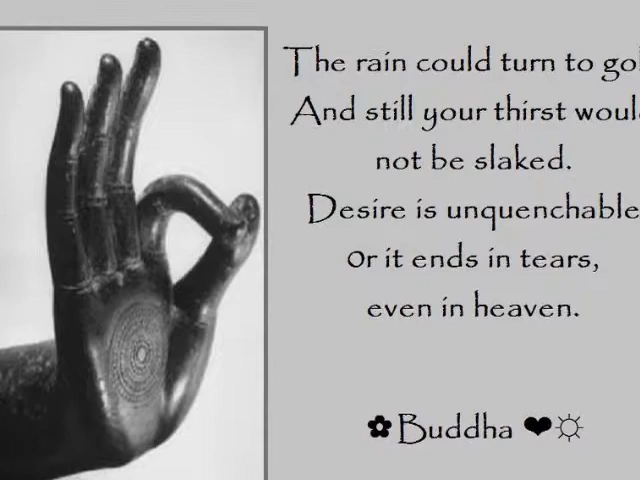 The rain could turn to gol
And still your thirst woul
not be slaked.
Desire is unquenchable
Or it ends in tears,
even in heaven.
✿Buddha ❤☼